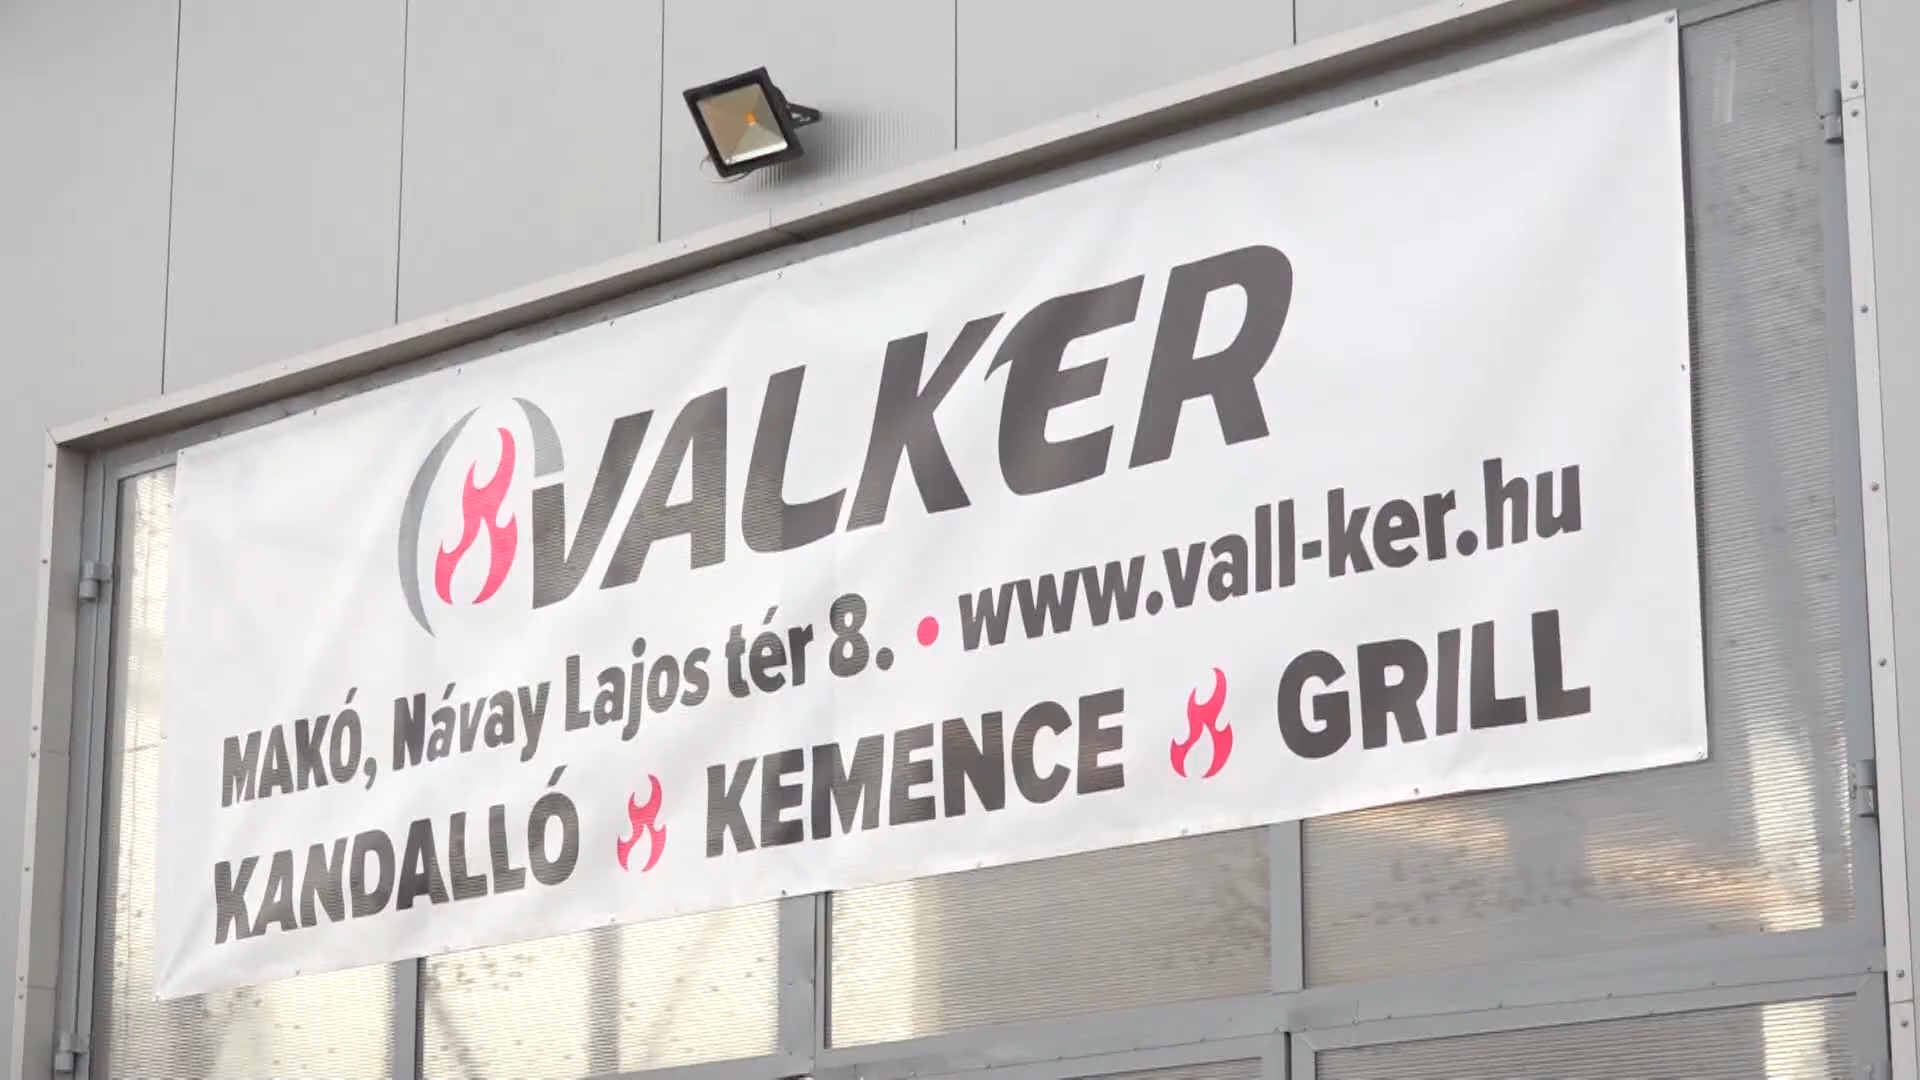 VALKER
MAKÓ, Návay Lajos tér 8. • www.vall-ker.hu
KANDALLÓ KEMENCE GRILL